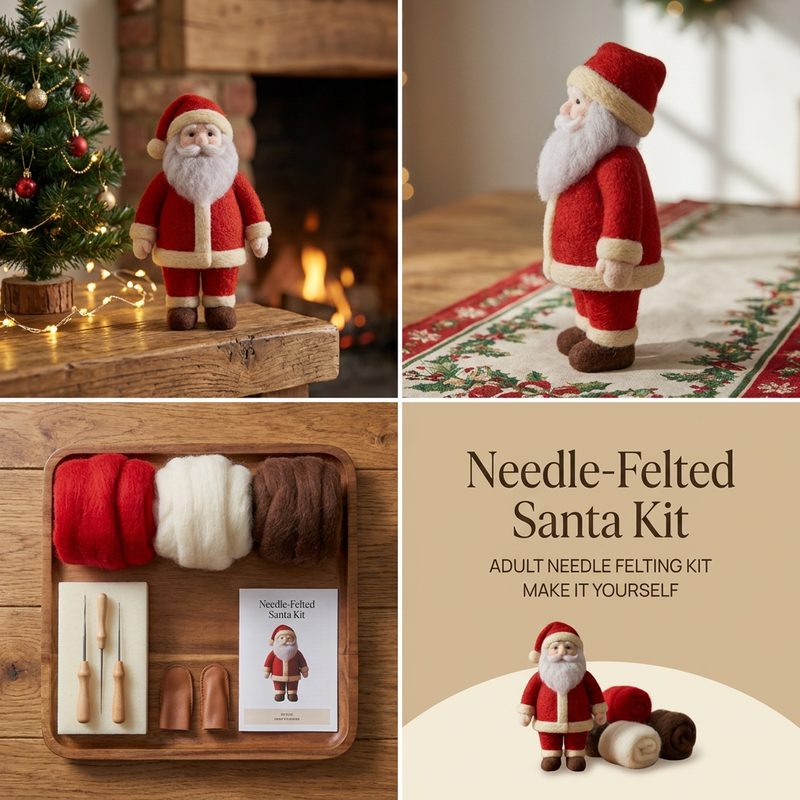 Needle-Felted
Santa Kit
Needle-Felted
Santa Kit
ADULT NEEDLE FELTING KIT
MAKE IT YOURSELF